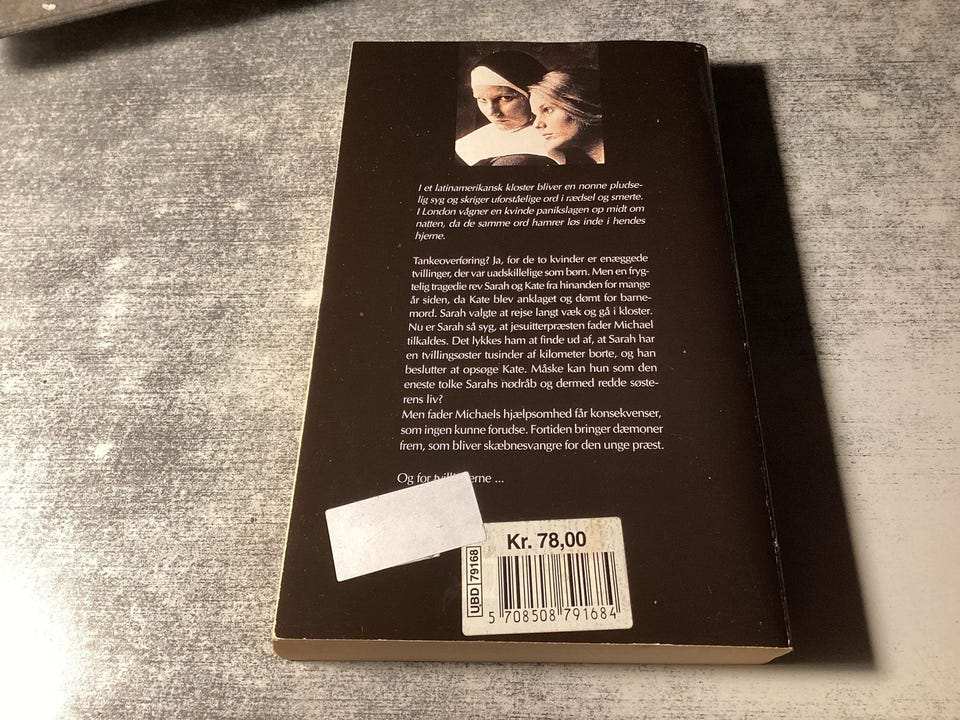 I et latinamerikansk kloster bliver en nonne pludse-
lig syg og skriger uforståelige ord i rædsel og smerte.
I London vågner en kvinde panikslagen op midt om
natten, da de samme ord hamrer løs inde i hendes
hjerne.
Tankeoverføring? Ja, for de to kvinder er enæggede
tvillinger, der var uadskillelige som børn. Men en fryg-
telig tragedie rev Sarah og Kate fra hinanden for mange
år siden, da Kate blev anklaget og dømt for barne-
mord. Sarah valgte at rejse langt væk og gå i kloster.
Nu er Sarah så syg, at jesuitterpræsten fader Michael
tilkaldes. Det lykkes ham at finde ud af, at Sarah har
en tvillingsøster tusinder af kilometer borte, og han
beslutter at opsøge Kate. Måske kan hun som den
eneste tolke Sarahs nødråb og dermed redde søste-
rens liv?
Men fader Michaels hjælpsomhed får konsekvenser,
som ingen kunne forudse. Fortiden bringer dæmoner
frem, som bliver skæbnesvangre for den unge præst.
Og for ...
Kr. 78,00
UBD 79168
5 708508 791684